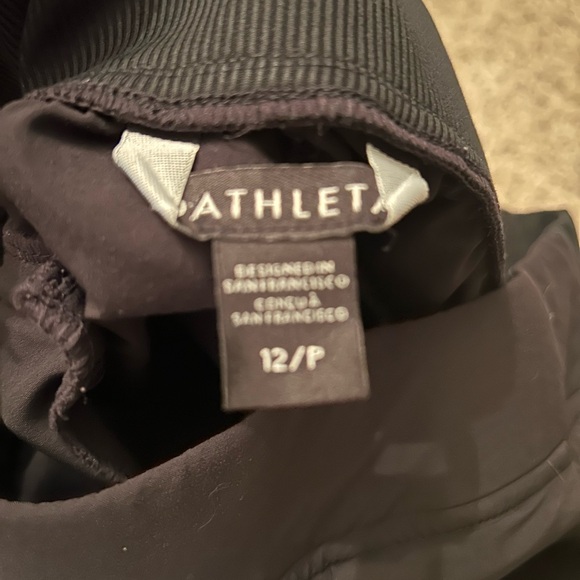 ATHLETA
DESIGNED IN
SAN FRANCISCO
CONÇU À
SAN FRANCISCO
12/P